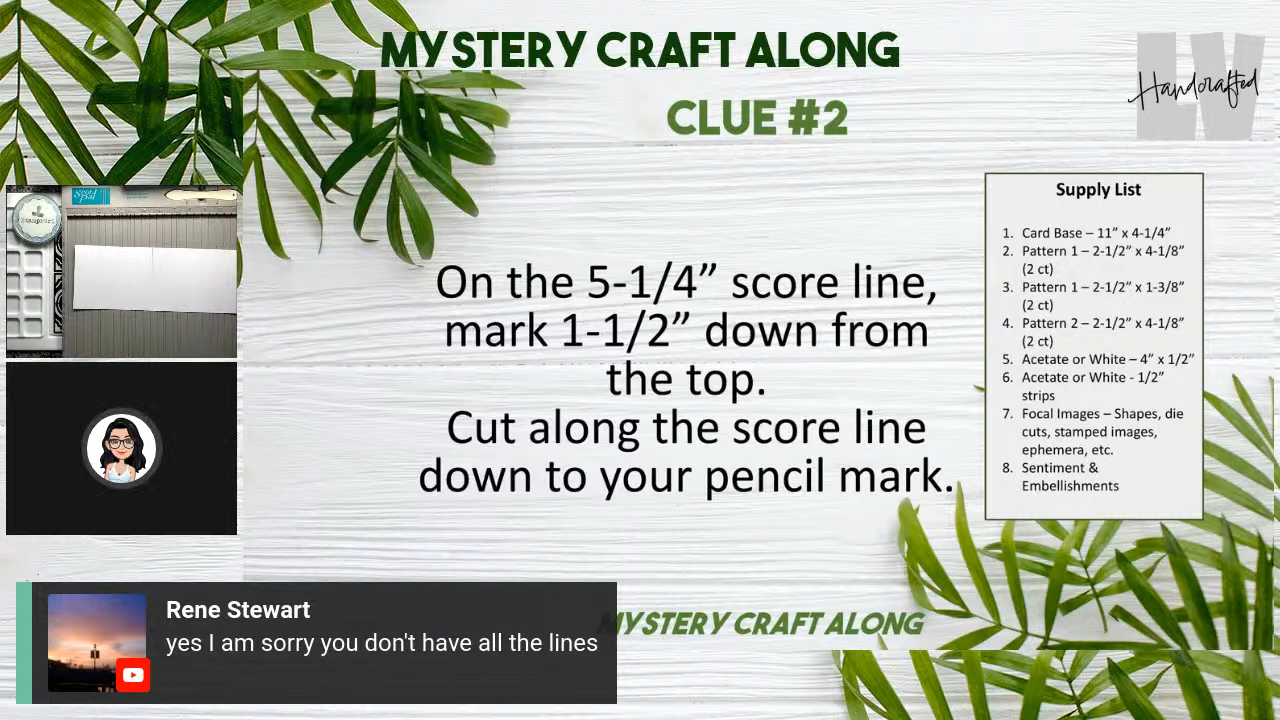 MYSTERY CRAFT ALONG
CLUE #2
Handcrafted
LV
On the 5-1/4” score line,
mark 1-1/2” down from
the top.
Cut along the score line
down to your pencil mark.
Supply List
1. Card Base – 11” x 4-1/4”
2. Pattern 1 – 2-1/2” x 4-1/8”
(2 ct)
3. Pattern 1 – 2-1/2” x 1-3/8”
(2 ct)
4. Pattern 2 – 2-1/2” x 4-1/8”
(2 ct)
5. Acetate or White – 4” x 1/2”
6. Acetate or White - 1/2”
strips
7. Focal Images – Shapes, die
cuts, stamped images,
ephemera, etc.
8. Sentiment &
Embellishments
Rene Stewart
yes I am sorry you don't have all the lines
MYSTERY CRAFT ALONG